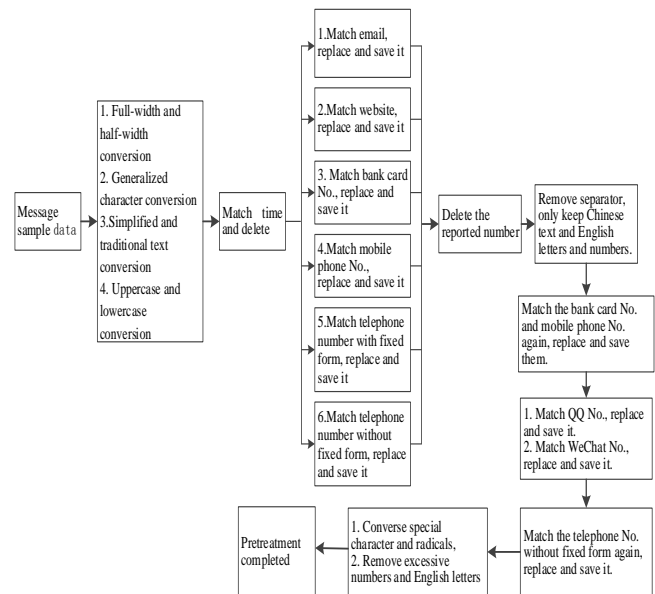 Message
sample data
1. Full-width and
half-width
conversion
2. Generalized
character conversion
3.Simplified and
traditional text
conversion
4. Uppercase and
lowercase
conversion
Match time
and delete
1.Match email,
replace and save it
2.Match website,
replace and save it
3. Match bank card
No., replace and
save it
4.Match mobile
phone No.,
replace and save it
5.Match telephone
number with fixed
form, replace and
save it
6.Match telephone
number without
fixed form, replace
and save it
Delete the
reported number
Remove separator,
only keep Chinese
text and English
letters and numbers.
Match the bank card No.
and mobile phone No.
again, replace and save
them.
1. Match QQ No., replace
and save it.
2. Match WeChat No.,
replace and save it.
Match the telephone No.
without fixed form again,
replace and save it.
1. Converse special
character and radicals,
2. Remove excessive
numbers and English letters
Pretreatment
completed